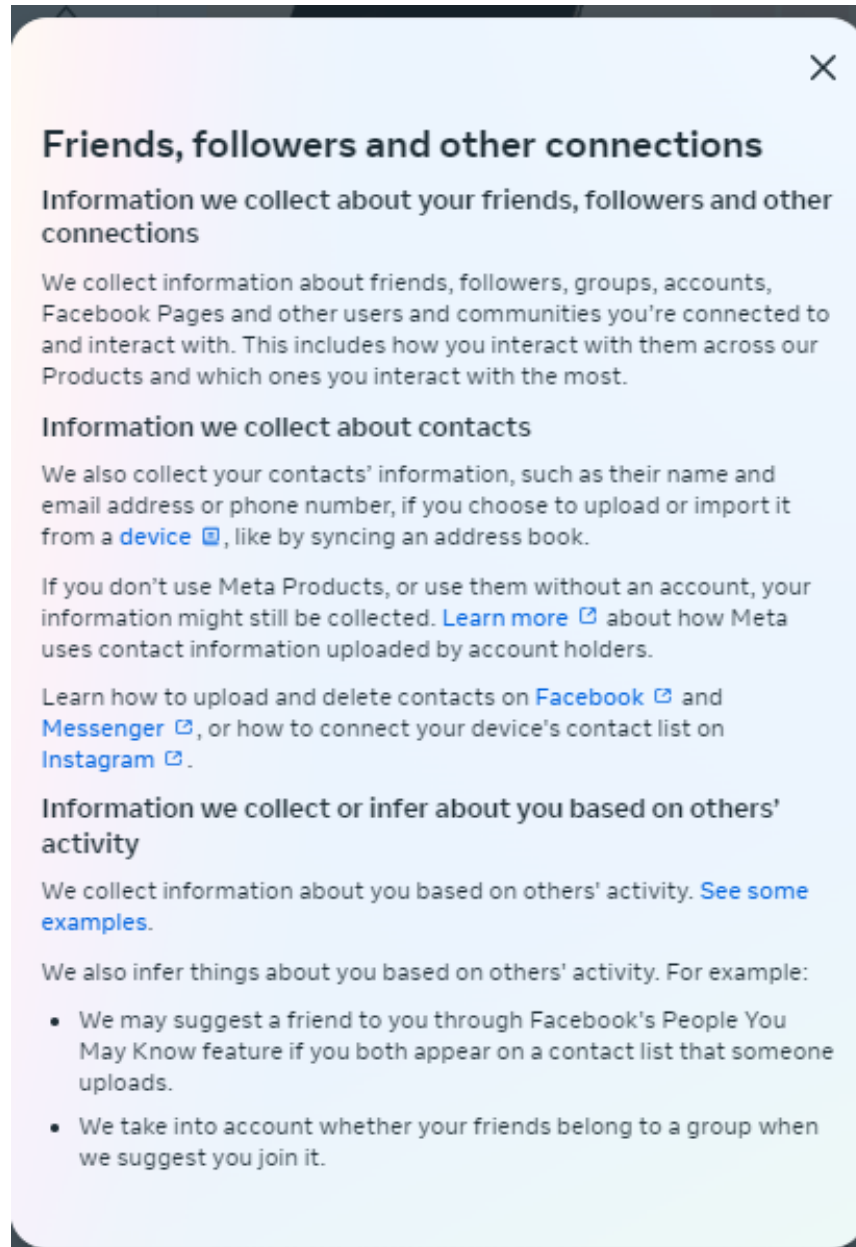 Friends, followers and other connections
Information we collect about your friends, followers and other
connections
We collect information about friends, followers, groups, accounts,
Facebook Pages and other users and communities you're connected to
and interact with. This includes how you interact with them across our
Products and which ones you interact with the most.
Information we collect about contacts
We also collect your contacts' information, such as their name and
email address or phone number, if you choose to upload or import it
from a device, like by syncing an address book.
If you don't use Meta Products, or use them without an account, your
information might still be collected. Learn more about how Meta
uses contact information uploaded by account holders.
Learn how to upload and delete contacts on Facebook and
Messenger, or how to connect your device's contact list on
Instagram.
Information we collect or infer about you based on others'
activity
We collect information about you based on others' activity. See some
examples.
We also infer things about you based on others' activity. For example:
• We may suggest a friend to you through Facebook's People You
May Know feature if you both appear on a contact list that someone
uploads.
• We take into account whether your friends belong to a group when
we suggest you join it.